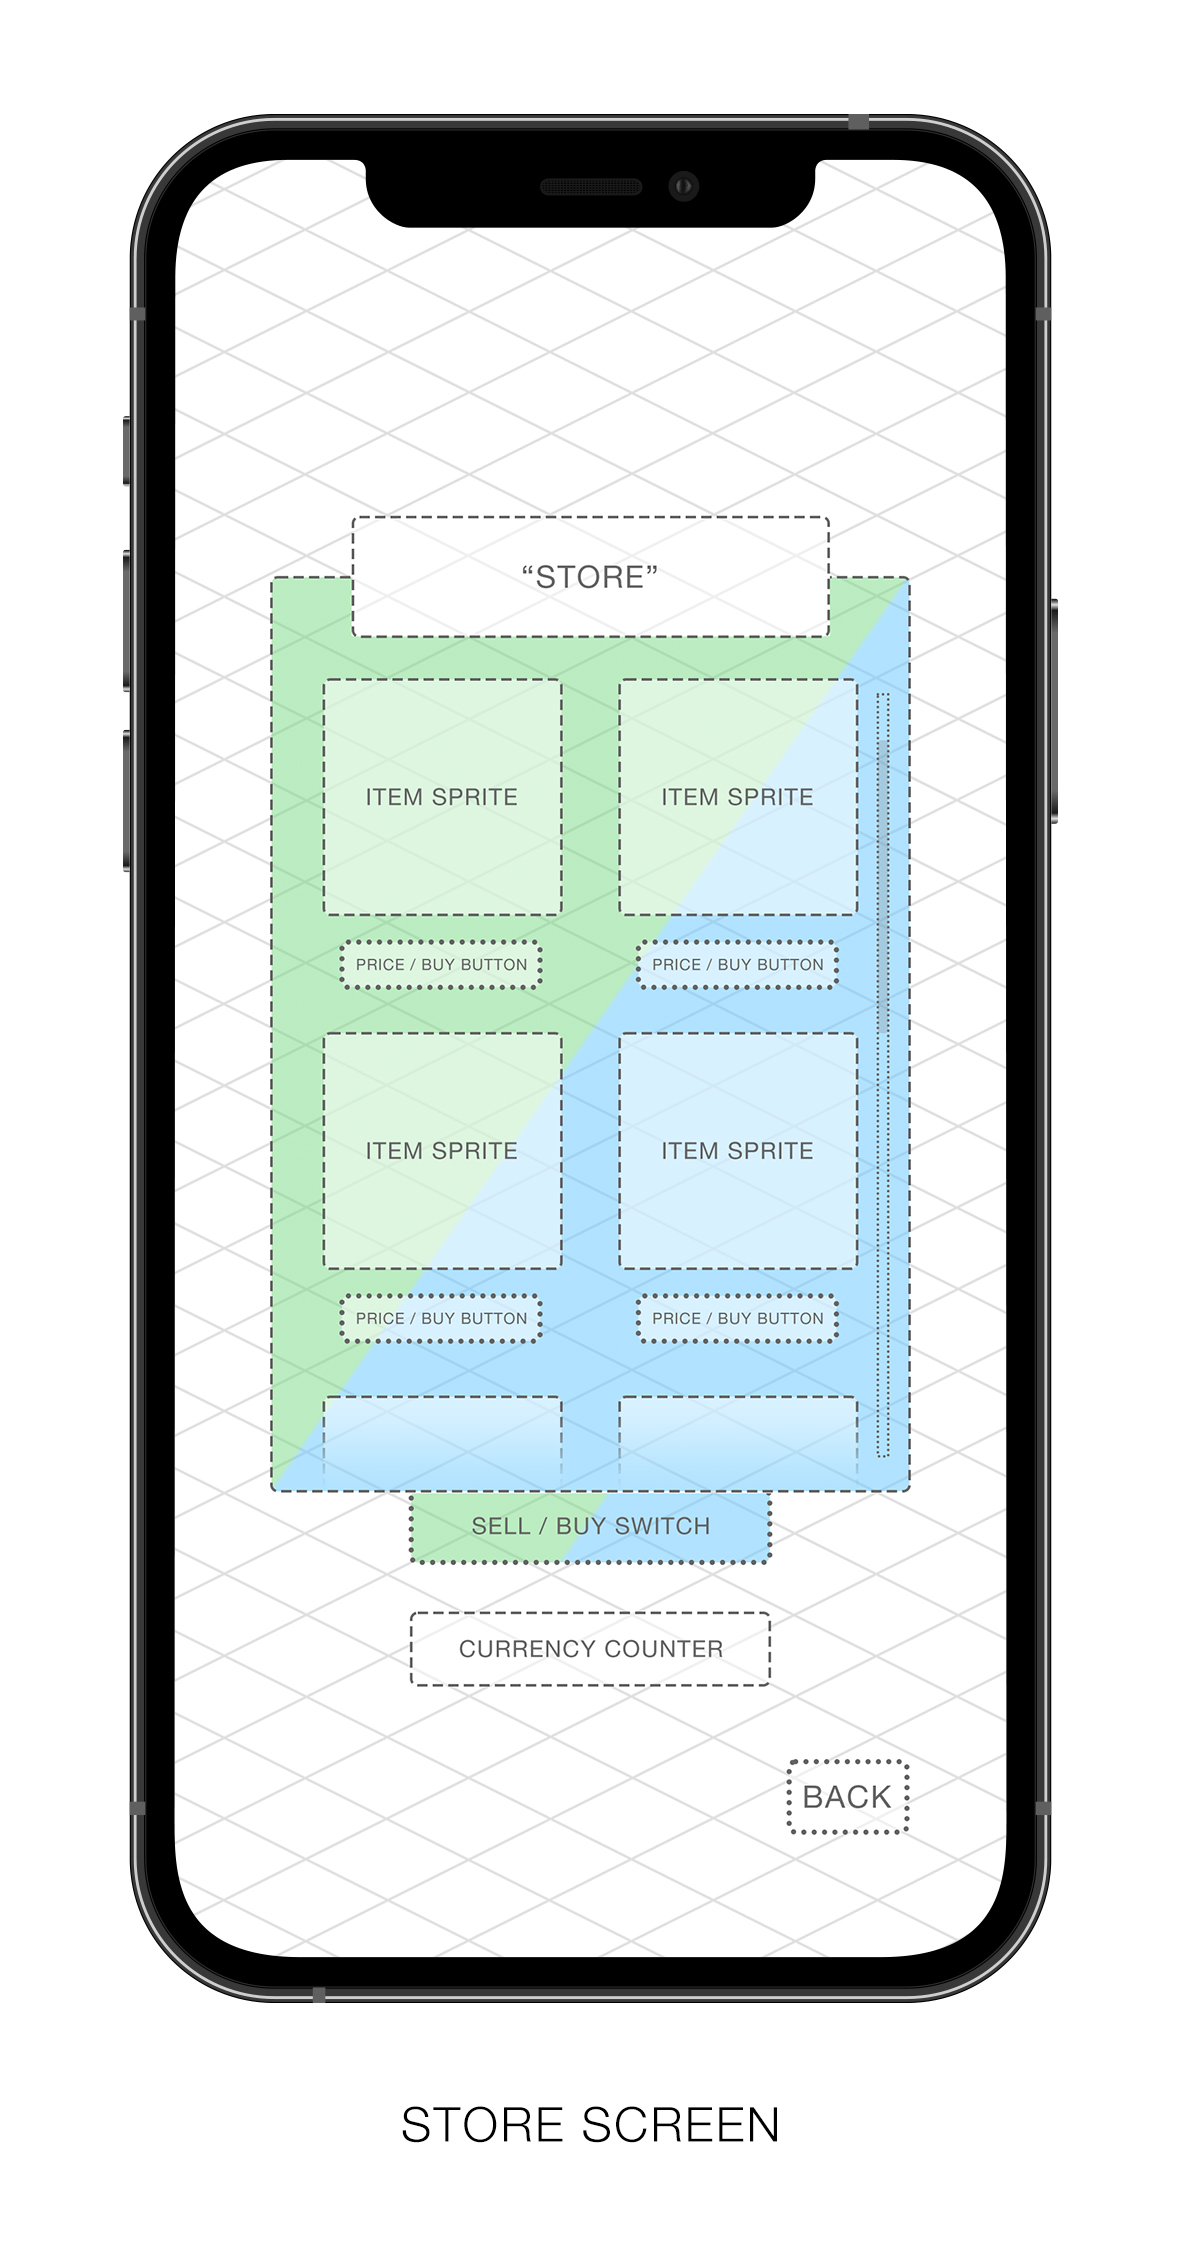 “STORE”
ITEM SPRITE
ITEM SPRITE
PRICE / BUY BUTTON
PRICE / BUY BUTTON
ITEM SPRITE
ITEM SPRITE
PRICE / BUY BUTTON
PRICE / BUY BUTTON
SELL / BUY SWITCH
CURRENCY COUNTER
BACK
STORE SCREEN